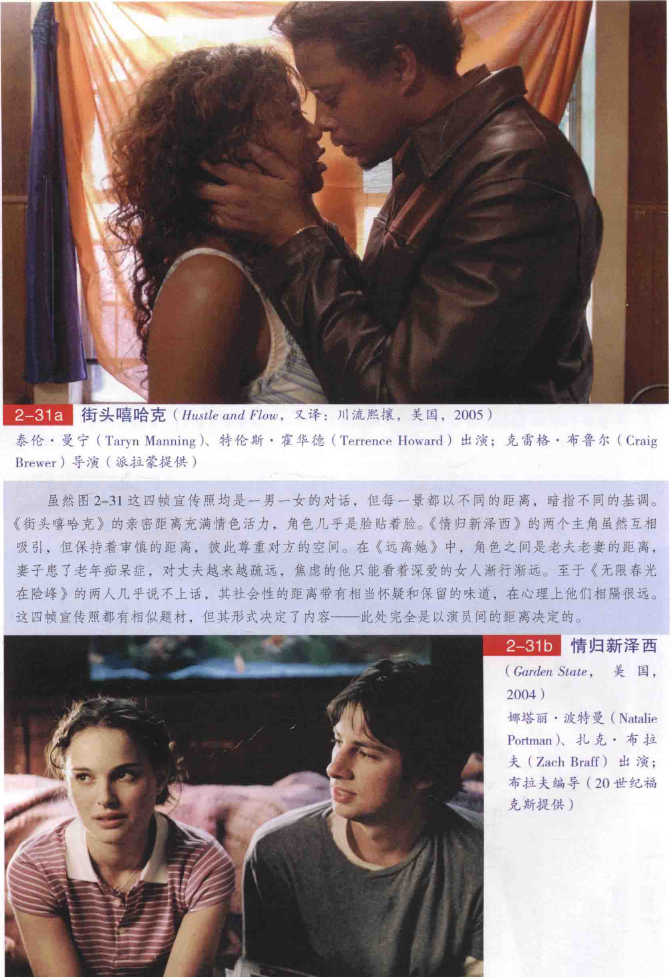 2-31a 街头嘻哈克（Hustle and Flow，又译：川流熙攘，美国，2005）
泰伦·曼宁（Taryn Manning）、特伦斯·霍华德（Terrence Howard）出演；克雷格·布鲁尔（Craig
Brewer）导演（派拉蒙提供）
虽然图 2-31 这四帧宣传照均是一男一女的对话，但每一景都以不同的距离，暗指不同的基调。
《街头嘻哈克》的亲密距离充满情色活力，角色几乎是脸贴着脸。《情归新泽西》的两个主角虽然互相
吸引，但保持着审慎的距离，彼此尊重对方的空间。在《远离她》中，角色之间是老夫老妻的距离，
妻子患了老年痴呆症，对丈夫越来越疏远，焦虑的他只能看着深爱的女人渐行渐远。至于《无限春光
在险峰》的两人几乎说不上话，其社会性的距离带有相当怀疑和保留的味道，在心理上他们相隔很远。
这四帧宣传照都有相似题材，但其形式决定了内容——此处完全是以演员间的距离决定的。
2-31b 情归新泽西
（Garden State， 美国，
2004）
娜塔丽·波特曼（Natalie
Portman）、扎克·布拉
夫（Zach Braff）出演；
布拉夫编导（20 世纪福
克斯提供）